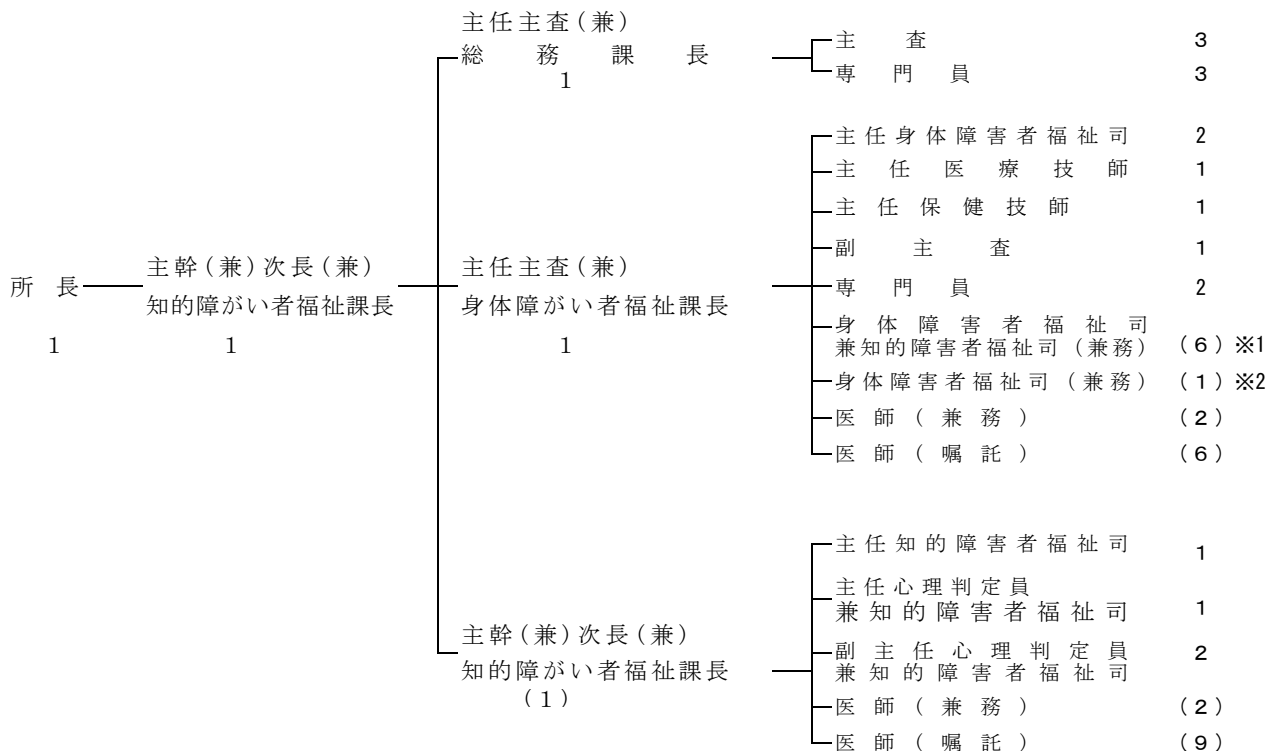 所長
1
主幹(兼)次長(兼)
知的障がい者福祉課長
1
主任主査(兼)
総務課長
1
主査 3
専門員 3
主任主査(兼)
身体障がい者福祉課長
1
主任身体障害者福祉司 2
主任医療技師 1
主任保健技師 1
副主査 1
専門員 2
身体障害者福祉司
兼知的障害者福祉司(兼務) (6)※1
身体障害者福祉司(兼務) (1)※2
医師(兼務) (2)
医師(嘱託) (6)
主幹(兼)次長(兼)
知的障がい者福祉課長
(1)
主任知的障害者福祉司 1
主任心理判定員
兼知的障害者福祉司 1
副主任心理判定員 2
兼知的障害者福祉司
医師(兼務) (2)
医師(嘱託) (9)